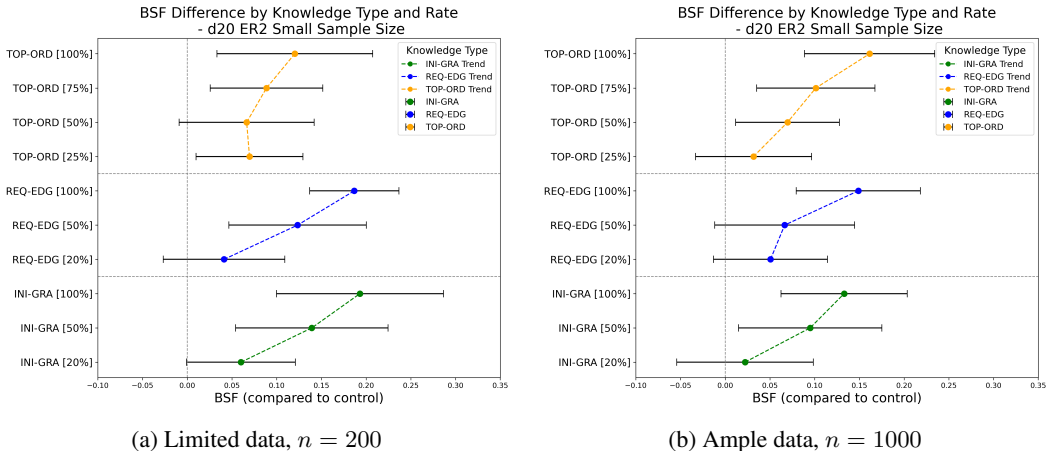 BSF Difference by Knowledge Type and Rate
- d20 ER2 Small Sample Size
TOP-ORD [100%]
TOP-ORD [75%]
TOP-ORD [50%]
TOP-ORD [25%]
REQ-EDG [100%]
REQ-EDG [50%]
REQ-EDG [20%]
INI-GRA [100%]
INI-GRA [50%]
INI-GRA [20%]
Knowledge Type
INI-GRA Trend
REQ-EDG Trend
TOP-ORD Trend
INI-GRA
REQ-EDG
TOP-ORD
−0.10 −0.05 0.00 0.05 0.10 0.15 0.20 0.25 0.30 0.35
BSF (compared to control)
(a) Limited data, n = 200
BSF Difference by Knowledge Type and Rate
- d20 ER2 Small Sample Size
TOP-ORD [100%]
TOP-ORD [75%]
TOP-ORD [50%]
TOP-ORD [25%]
REQ-EDG [100%]
REQ-EDG [50%]
REQ-EDG [20%]
INI-GRA [100%]
INI-GRA [50%]
INI-GRA [20%]
Knowledge Type
INI-GRA Trend
REQ-EDG Trend
TOP-ORD Trend
INI-GRA
REQ-EDG
TOP-ORD
−0.10 −0.05 0.00 0.05 0.10 0.15 0.20 0.25 0.30 0.35
BSF (compared to control)
(b) Ample data, n = 1000